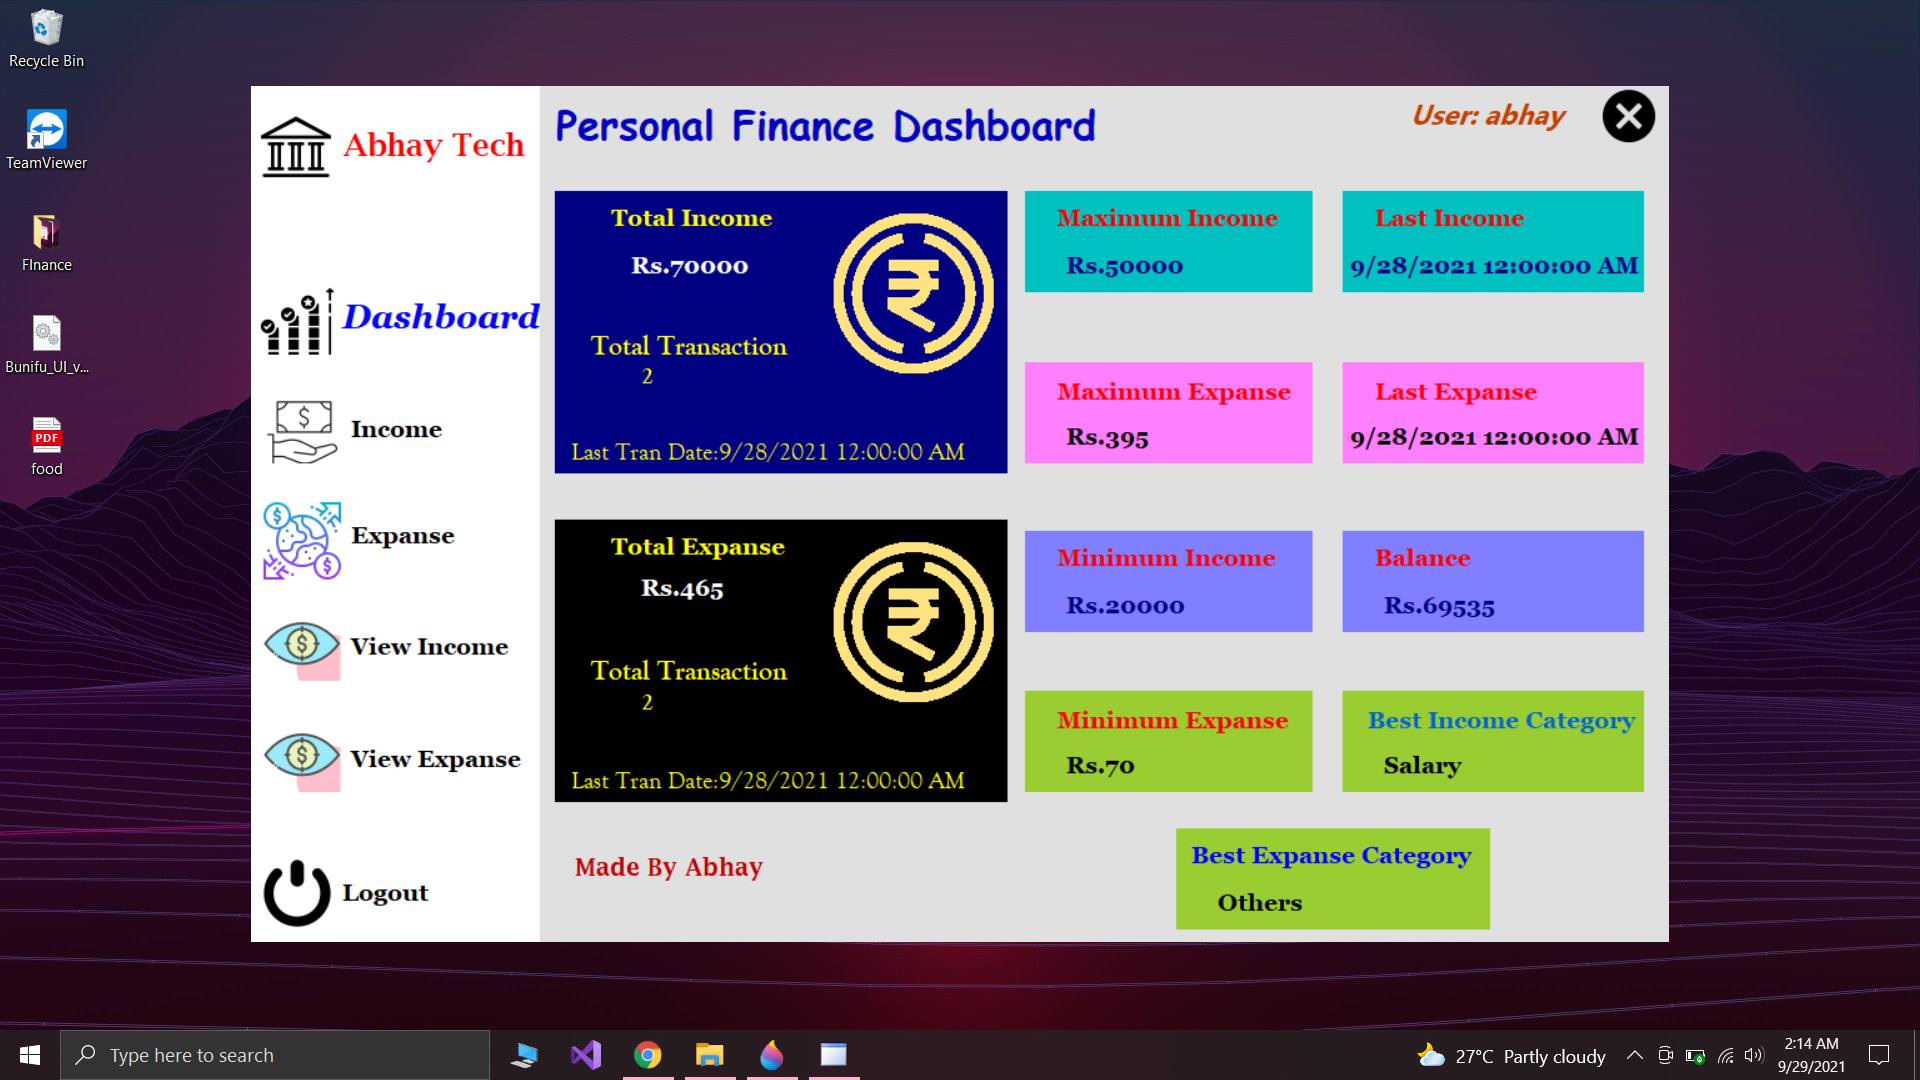 Recycle Bin
TeamViewer
FInance
Bunifu_UI_v...
PDF
food
Abhay Tech
Dashboard
Income
Expanse
View Income
View Expanse
Logout
Personal Finance Dashboard
User: abhay
Total Income
Rs.70000
Total Transaction
2
Last Tran Date:9/28/2021 12:00:00 AM
Maximum Income
Rs.50000
Last Income
9/28/2021 12:00:00 AM
Maximum Expanse
Rs.395
Last Expanse
9/28/2021 12:00:00 AM
Total Expanse
Rs.465
Total Transaction
2
Last Tran Date:9/28/2021 12:00:00 AM
Minimum Income
Rs.20000
Balance
Rs.69535
Minimum Expanse
Rs.70
Best Income Category
Salary
Best Expanse Category
Others
Made By Abhay
Type here to search
27°C Partly cloudy
2:14 AM
9/29/2021